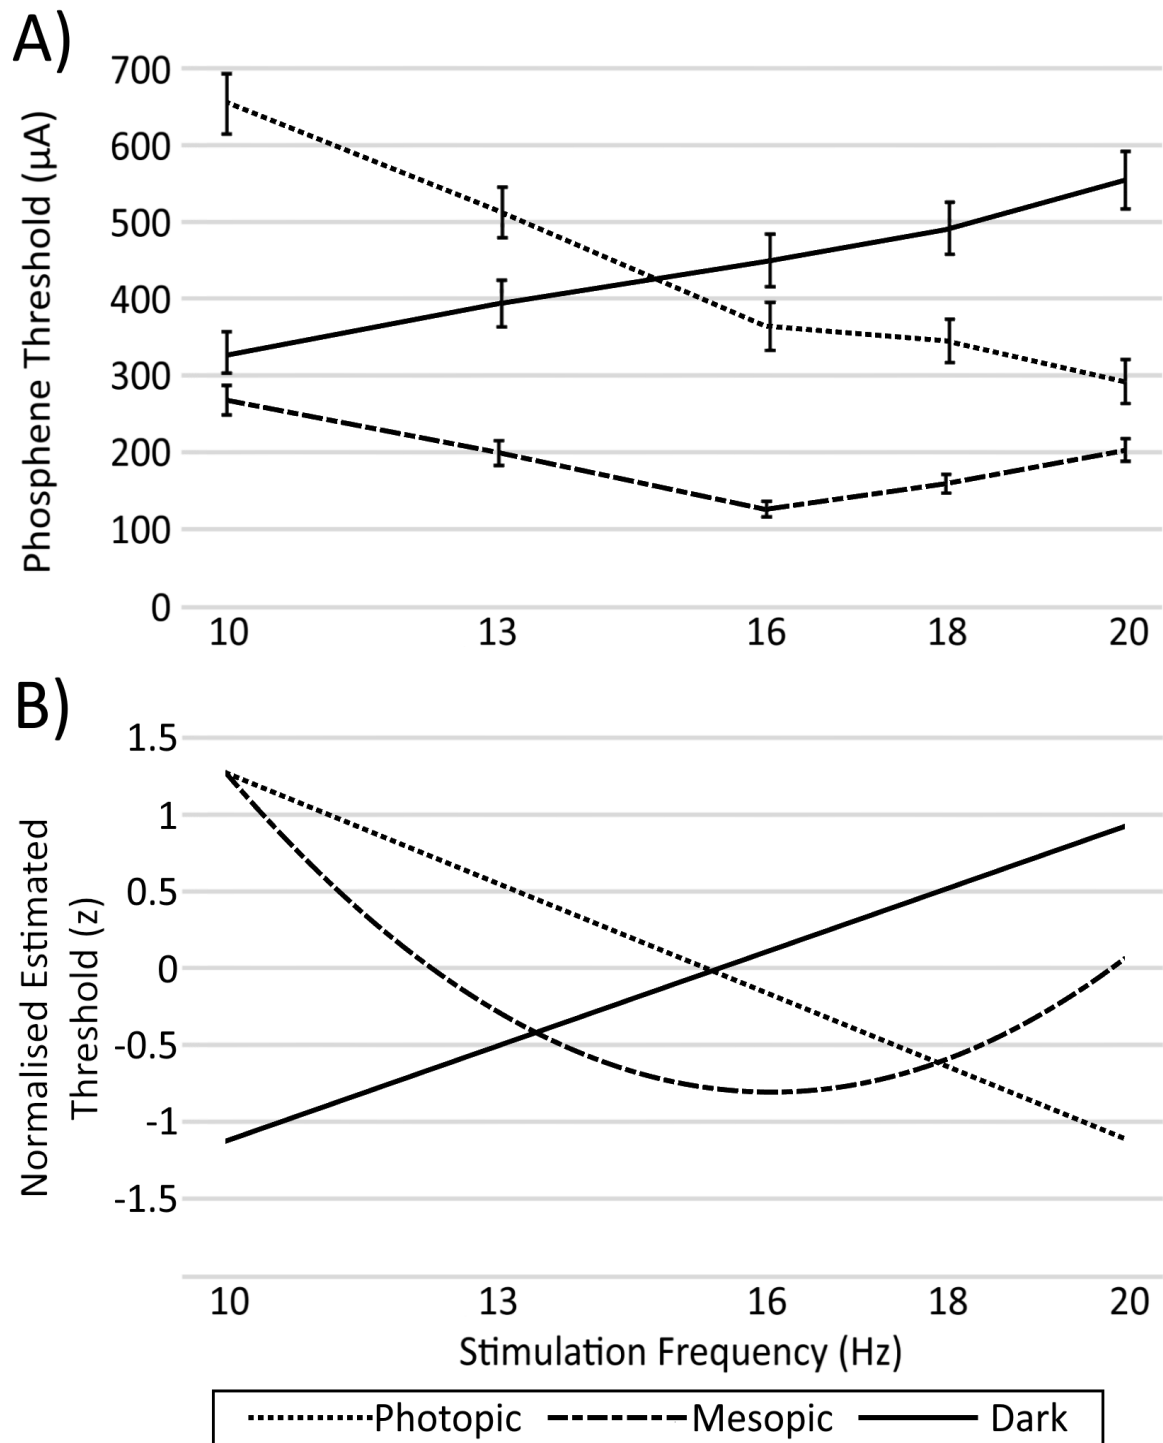 A)
Phosphene Threshold (µA)
700
600
500
400
300
200
100
0
10 13 16 18 20
B)
Normalised Estimated
Threshold (z)
1.5
1
0.5
0
-0.5
-1
-1.5
10 13 16 18 20
Stimulation Frequency (Hz)
Photopic Mesopic Dark